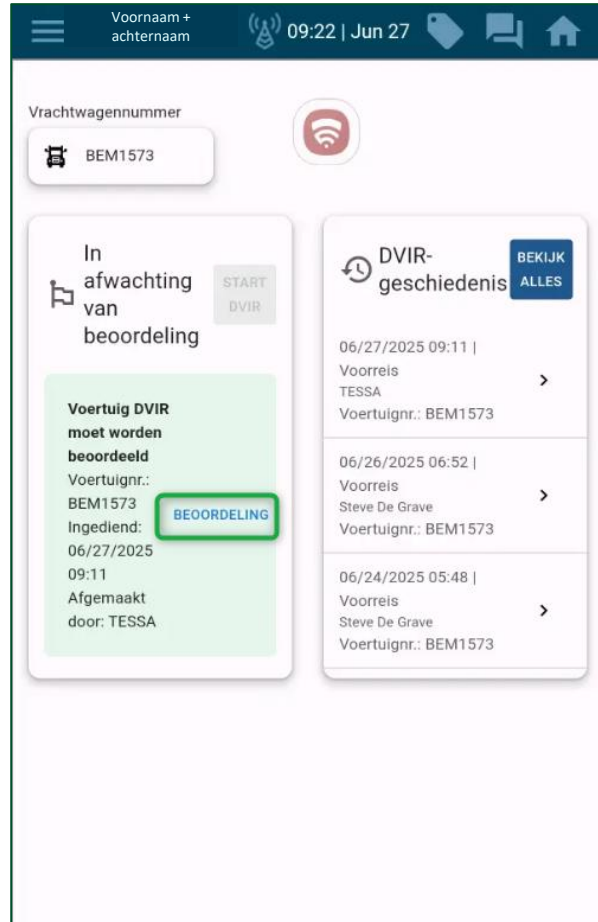 Voornaam +
achternaam
09:22 | Jun 27
Vrachtwagennummer
BEM1573
In
afwachting
van
beoordeling
START
DVIR
Voertuig DVIR
moet worden
beoordeeld
Voertuignr.:
BEM1573
Ingediend:
06/27/2025
09:11
Afgemaakt
door: TESSA
BEOORDELING
DVIR-
geschiedenis
BEKIJK
ALLES
06/27/2025 09:11 |
Voorreis
TESSA
Voertuignr.: BEM1573
06/26/2025 06:52 |
Voorreis
Steve De Grave
Voertuignr.: BEM1573
06/24/2025 05:48 |
Voorreis
Steve De Grave
Voertuignr.: BEM1573